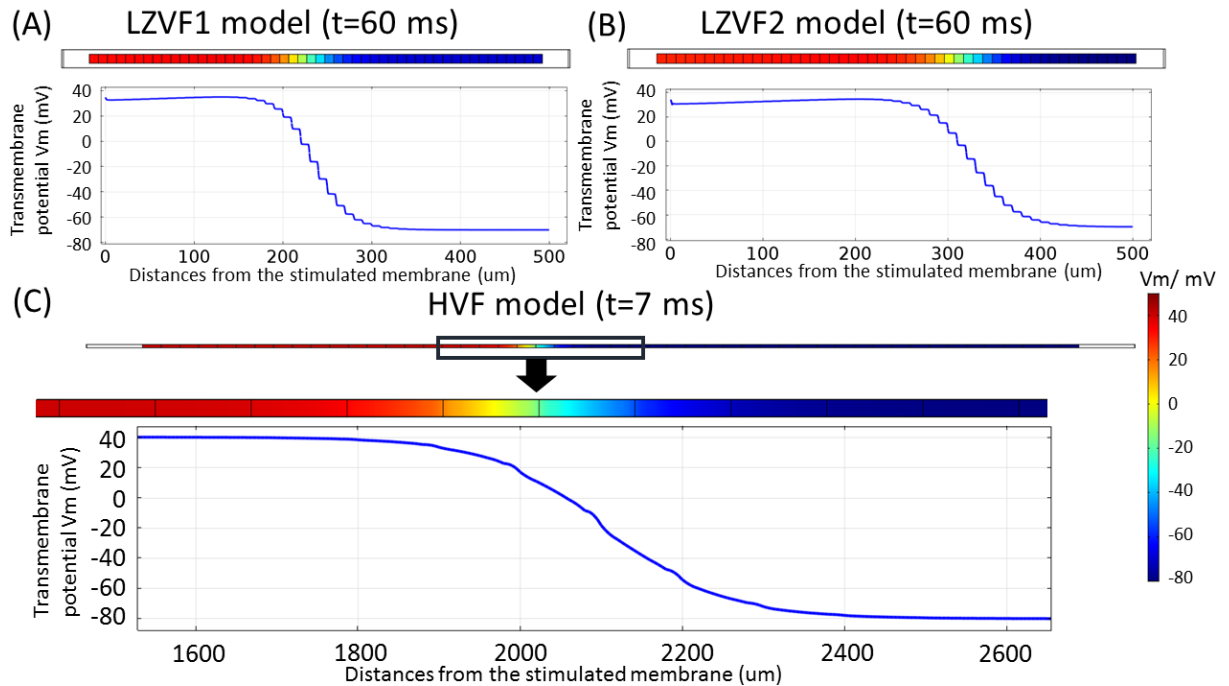 (A)
LZVF1 model (t=60 ms)
Transmembrane
potential Vm (mV)
40
20
0
-20
-40
-60
-80
0
100
200
300
400
500
Distances from the stimulated membrane (um)
(B)
LZVF2 model (t=60 ms)
Transmembrane
potential Vm (mV)
40
20
0
-20
-40
-60
-80
0
100
200
300
400
500
Distances from the stimulated membrane (um)
(C)
HVF model (t=7 ms)
Transmembrane
potential Vm (mV)
40
20
0
-20
-40
-60
-80
1600
1800
2000
2200
2400
2600
Distances from the stimulated membrane (um)
Vm/ mV
40
20
0
-20
-40
-60
-80